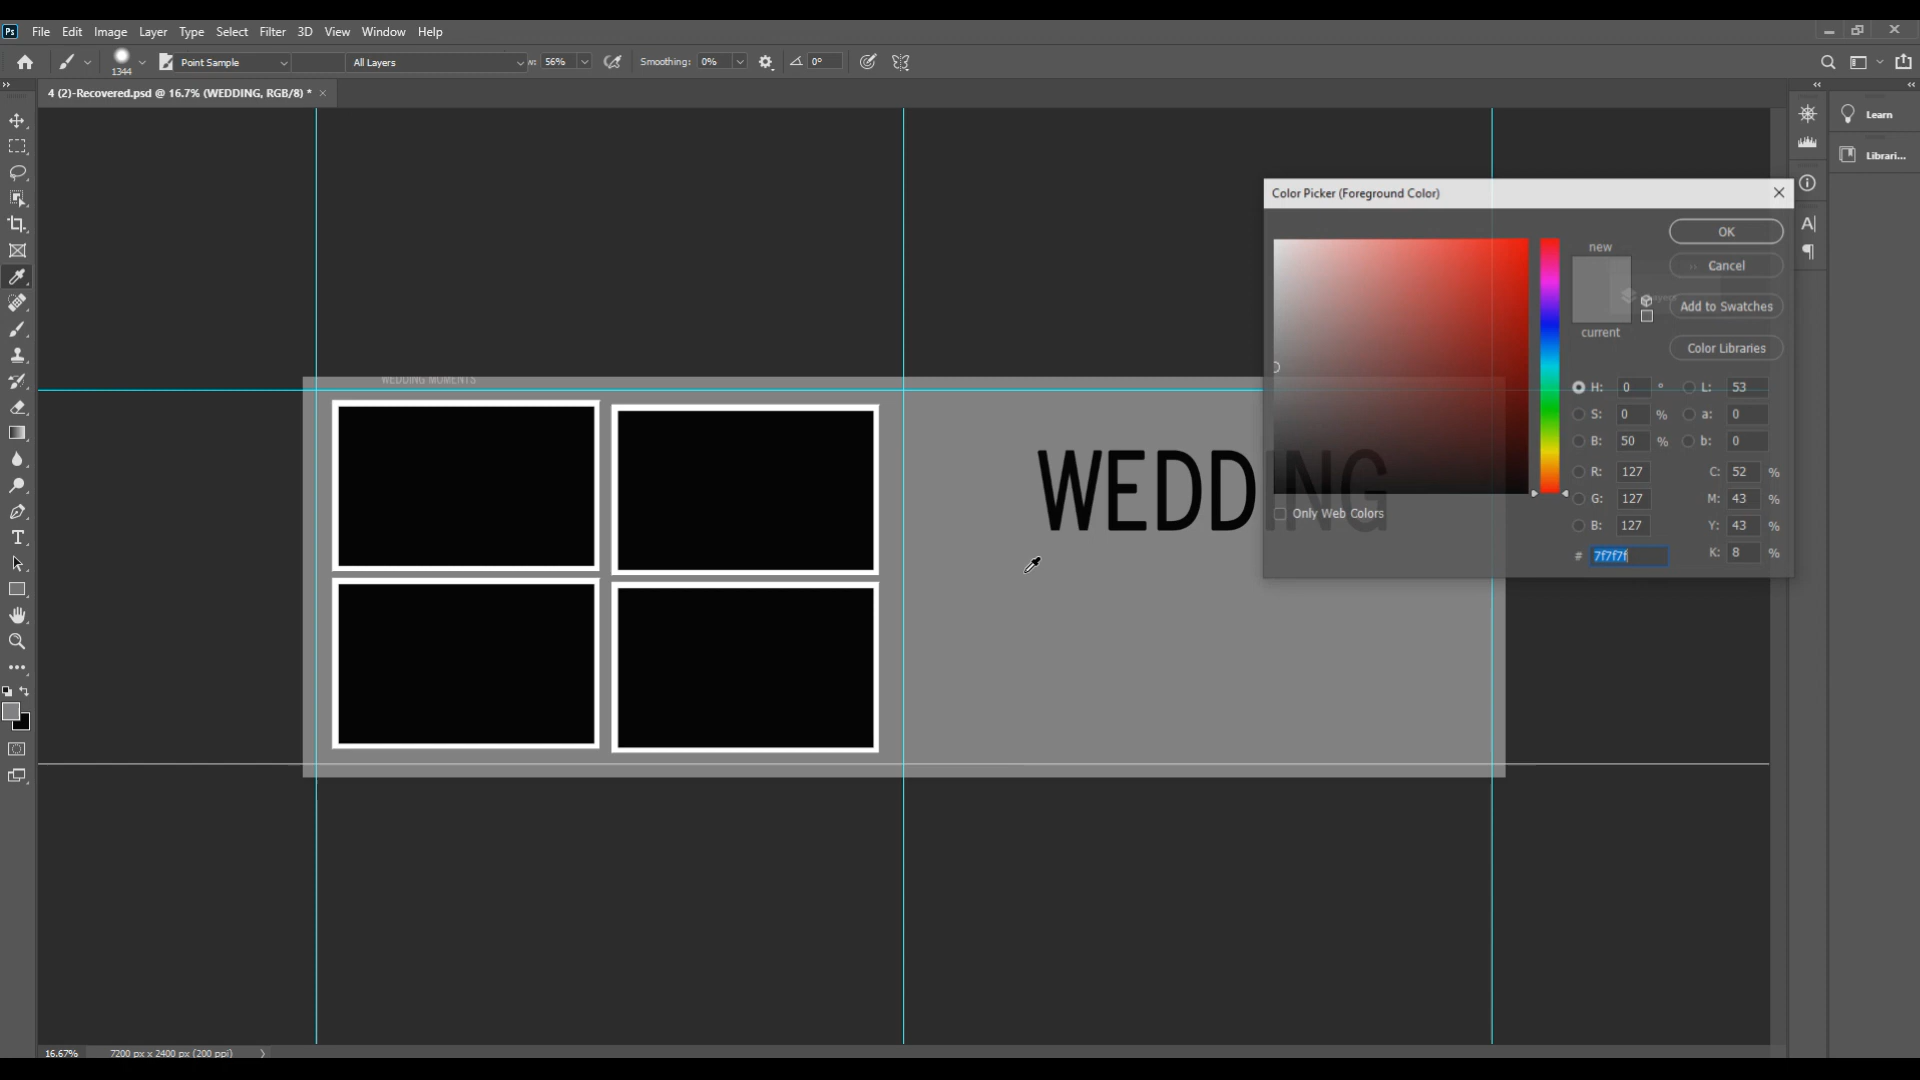 Ps File Edit Image Layer Type Select Filter 3D View Window Help
1344 Point Sample All Layers 56% Smoothing: 0% 0°
4 (2)-Recovered.psd @ 16.7% (WEDDING, RGB/8) *
Learn
Librari...
Color Picker (Foreground Color)
OK
new
Cancel
Add to Swatches
current
Color Libraries
H: 0 ° L: 53
S: 0 % a: 0
B: 50 % b: 0
R: 127 C: 52 %
G: 127 M: 43 %
B: 127 Y: 43 %
# 7f7f7f K: 8 %
Only Web Colors
WEDDING MOMENTS
WEDDING
16.67% 7200 px x 2400 px (200 ppi)